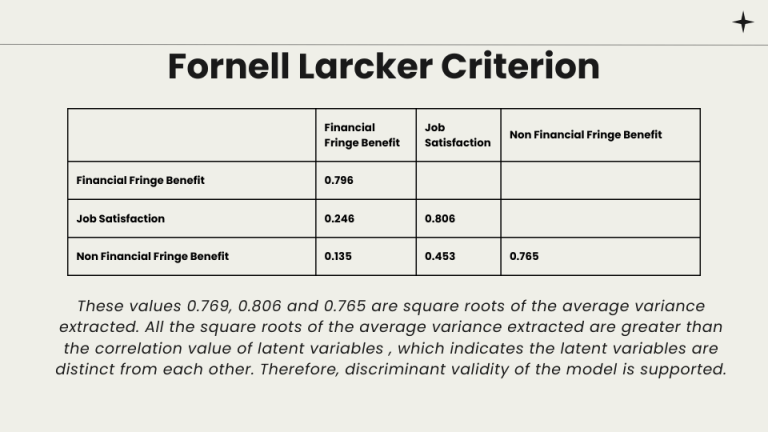 Fornell Larcker Criterion
Financial Fringe Benefit Job Satisfaction Non Financial Fringe Benefit
Financial Fringe Benefit 0.796
Job Satisfaction 0.246 0.806
Non Financial Fringe Benefit 0.135 0.453 0.765
These values 0.769, 0.806 and 0.765 are square roots of the average variance
extracted. All the square roots of the average variance extracted are greater than
the correlation value of latent variables , which indicates the latent variables are
distinct from each other. Therefore, discriminant validity of the model is supported.